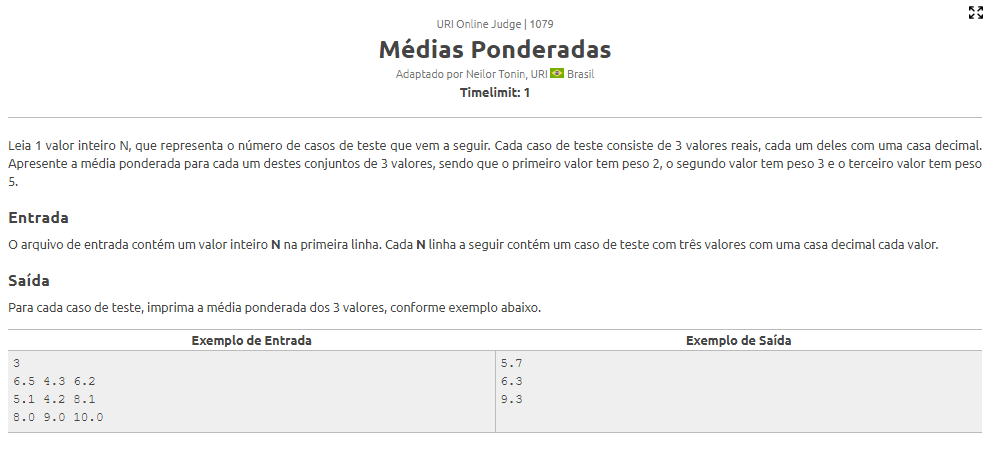 URI Online Judge | 1079
Médias Ponderadas
Adaptado por Neilor Tonin, URI Brasil
Timelimit: 1
Leia 1 valor inteiro N, que representa o número de casos de teste que vem a seguir. Cada caso de teste consiste de 3 valores reais, cada um deles com uma casa decimal.
Apresente a média ponderada para cada um destes conjuntos de 3 valores, sendo que o primeiro valor tem peso 2, o segundo valor tem peso 3 e o terceiro valor tem peso
5.
Entrada
O arquivo de entrada contém um valor inteiro N na primeira linha. Cada N linha a seguir contém um caso de teste com três valores com uma casa decimal cada valor.
Saída
Para cada caso de teste, imprima a média ponderada dos 3 valores, conforme exemplo abaixo.
Exemplo de Entrada
Exemplo de Saída
3
6.5 4.3 6.2
5.1 4.2 8.1
8.0 9.0 10.0
5.7
6.3
9.3